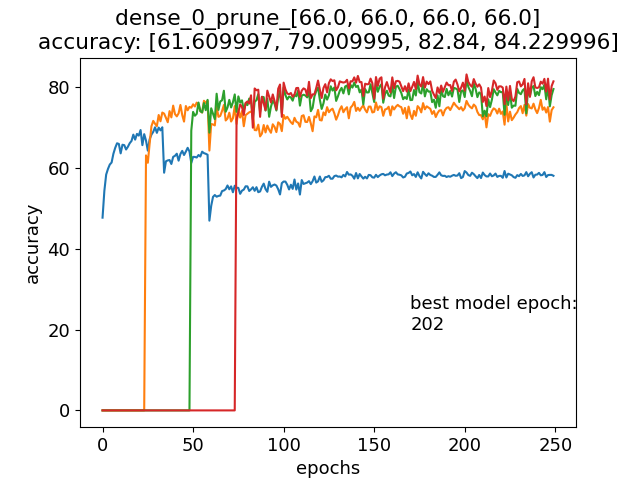 dense_0_prune_[66.0, 66.0, 66.0, 66.0]
accuracy: [61.609997, 79.009995, 82.84, 84.229996]
80
60
40
20
0
accuracy
best model epoch:
202
0 50 100 150 200 250
epochs